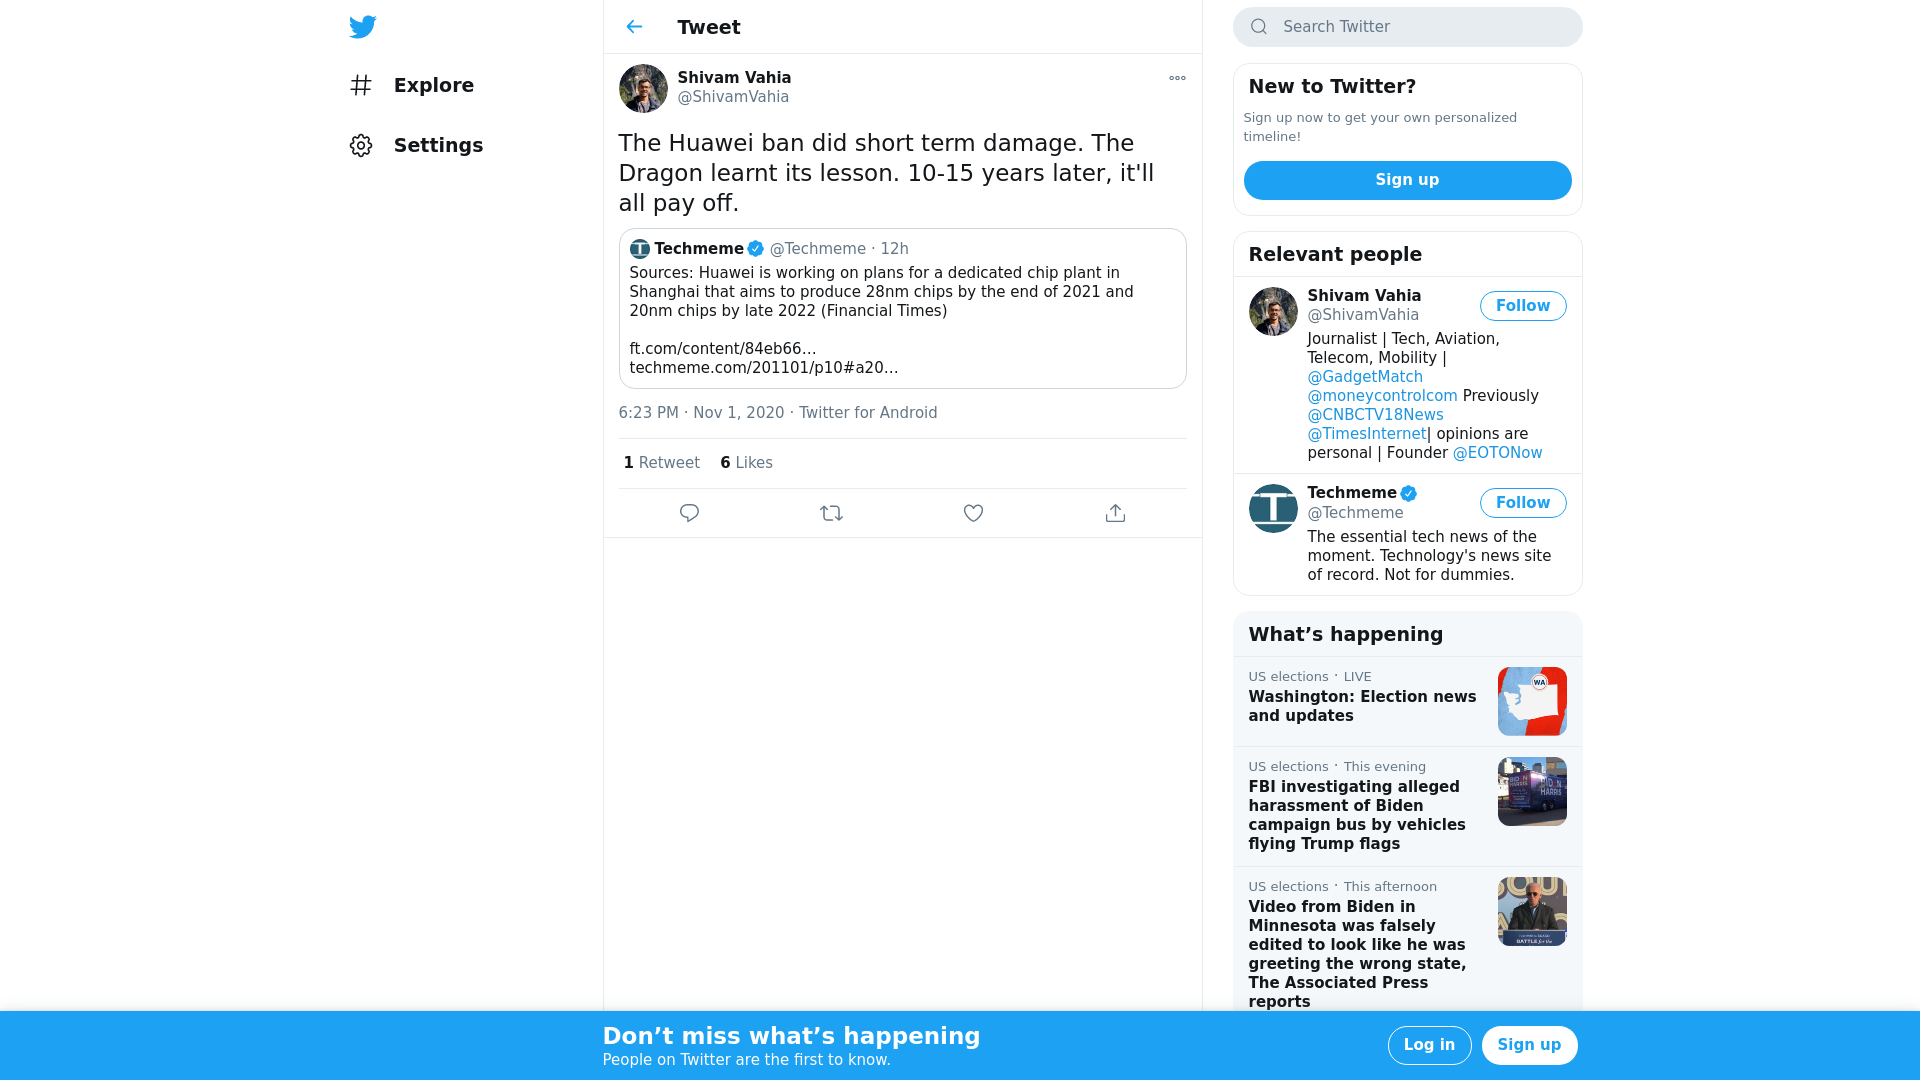 Explore
Settings
Tweet
Shivam Vahia
@ShivamVahia
The Huawei ban did short term damage. The
Dragon learnt its lesson. 10-15 years later, it'll
all pay off.
Techmeme @Techmeme · 12h
Sources: Huawei is working on plans for a dedicated chip plant in
Shanghai that aims to produce 28nm chips by the end of 2021 and
20nm chips by late 2022 (Financial Times)
ft.com/content/84eb66…
techmeme.com/201101/p10#a20…
6:23 PM · Nov 1, 2020 · Twitter for Android
1 Retweet 6 Likes
Search Twitter
New to Twitter?
Sign up now to get your own personalized
timeline!
Sign up
Relevant people
Shivam Vahia
@ShivamVahia
Follow
Journalist | Tech, Aviation,
Telecom, Mobility |
@GadgetMatch
@moneycontrolcom Previously
@CNBCTV18News
@TimesInternet| opinions are
personal | Founder @EOTONow
Techmeme
@Techmeme
Follow
The essential tech news of the
moment. Technology's news site
of record. Not for dummies.
What’s happening
US elections · LIVE
Washington: Election news
and updates
WA
US elections · This evening
FBI investigating alleged
harassment of Biden
campaign bus by vehicles
flying Trump flags
HARRIS
US elections · This afternoon
Video from Biden in
Minnesota was falsely
edited to look like he was
greeting the wrong state,
The Associated Press
reports
BATTLE for the
Don’t miss what’s happening
People on Twitter are the first to know.
Log in
Sign up